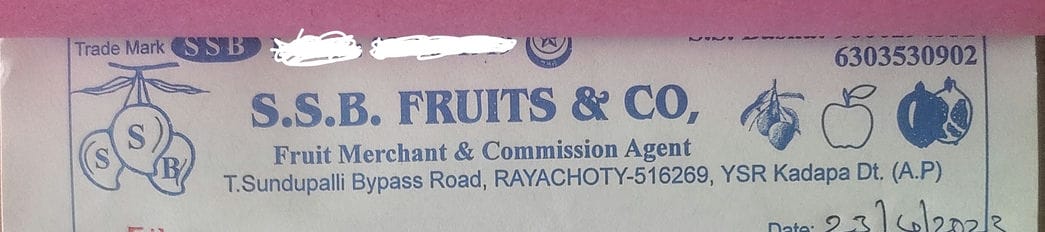 Trade Mark SSB
6303530902
S S B
S.S.B. FRUITS & CO,
Fruit Merchant & Commission Agent
T.Sundupalli Bypass Road, RAYACHOTY-516269, YSR Kadapa Dt. (A.P)
Date: 23/6/2023